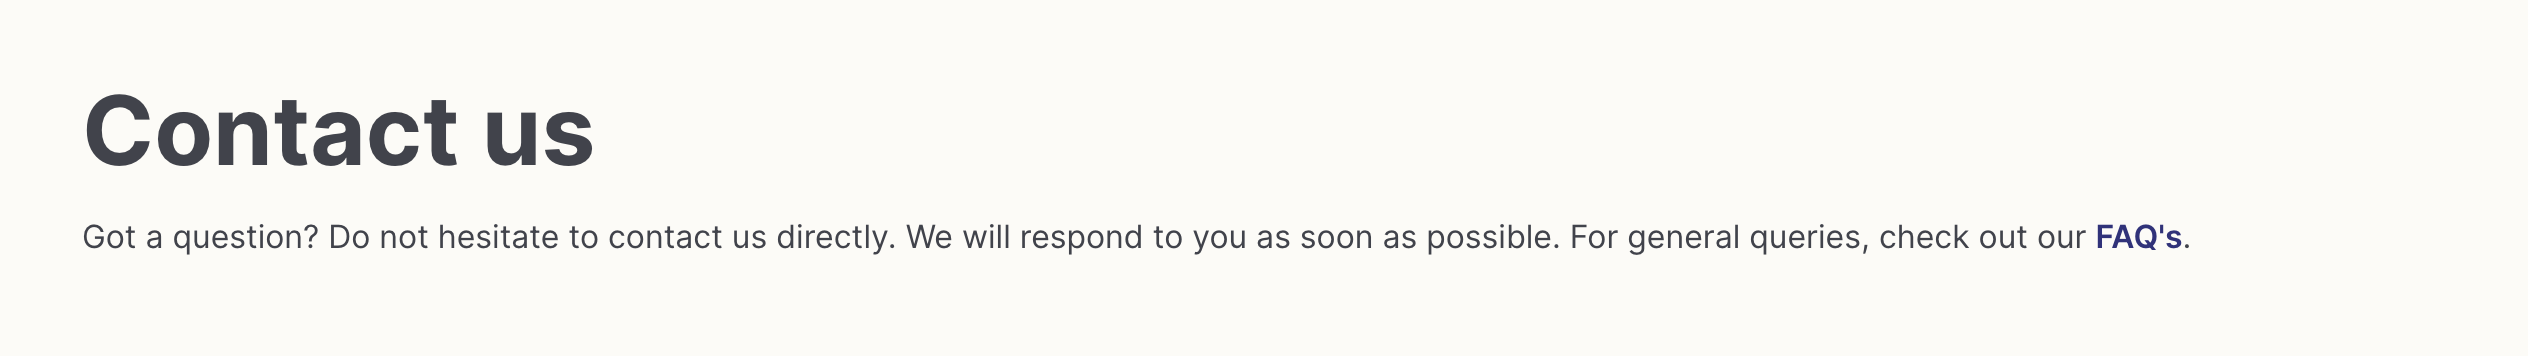 Contact us
Got a question? Do not hesitate to contact us directly. We will respond to you as soon as possible. For general queries, check out our FAQ's.